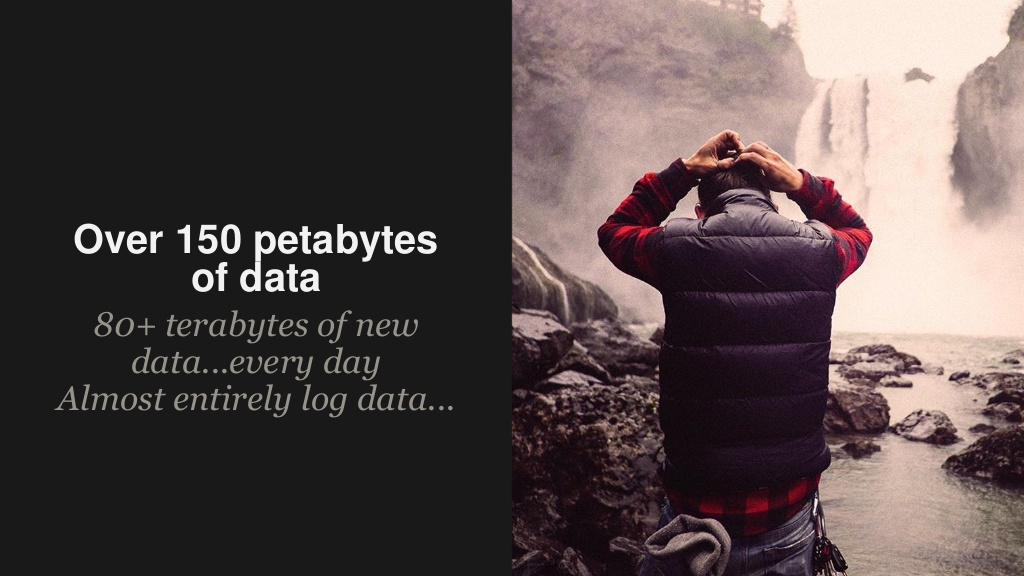 Over 150 petabytes
of data
80+ terabytes of new
data...every day
Almost entirely log data...